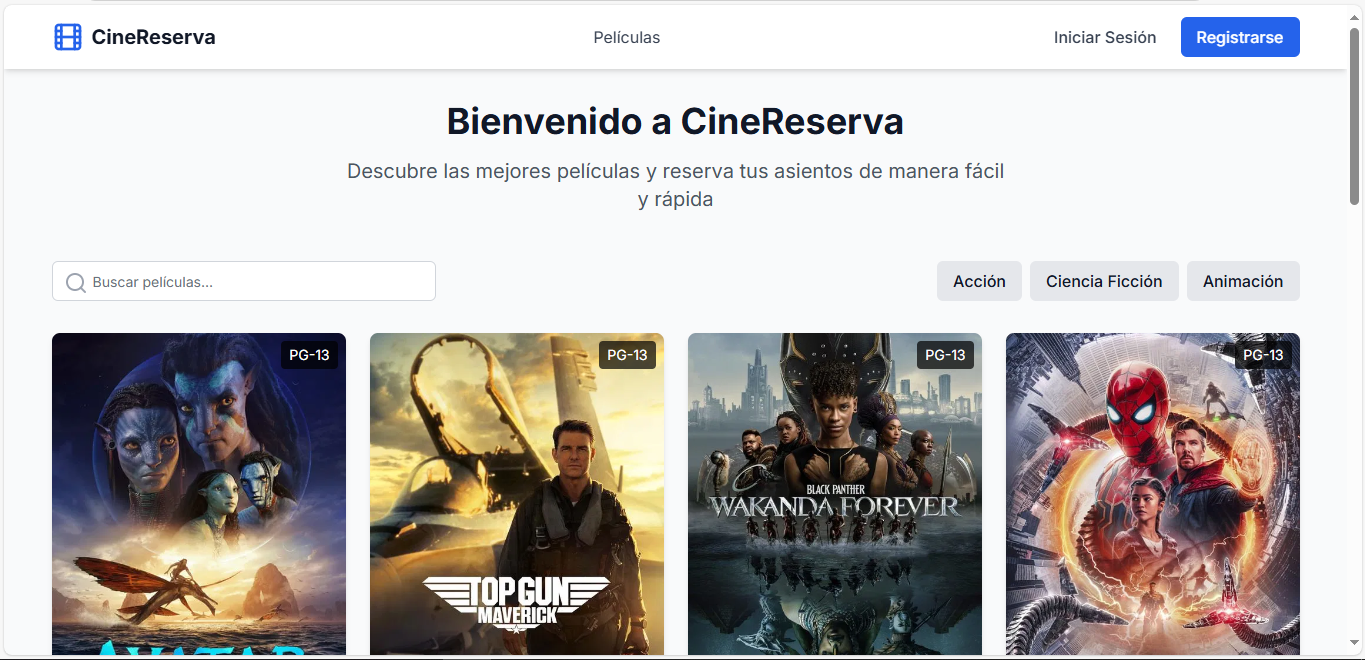 CineReserva
Películas
Iniciar Sesión
Registrarse
Bienvenido a CineReserva
Descubre las mejores películas y reserva tus asientos de manera fácil
y rápida
Buscar películas...
Acción
Ciencia Ficción
Animación
PG-13
PG-13
PG-13
PG-13
AVATAR
TOP GUN
MAVERICK
BLACK PANTHER
WAKANDA FOREVER